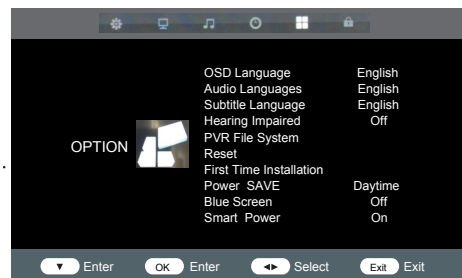 OSD Language English
Audio Languages English
Subtitle Language English
Hearing Impaired Off
OPTION
PVR File System
Reset
First Time Installation
Power SAVE Daytime
Blue Screen Off
Smart Power On
▼ Enter OK Enter ◄► Select Exit Exit